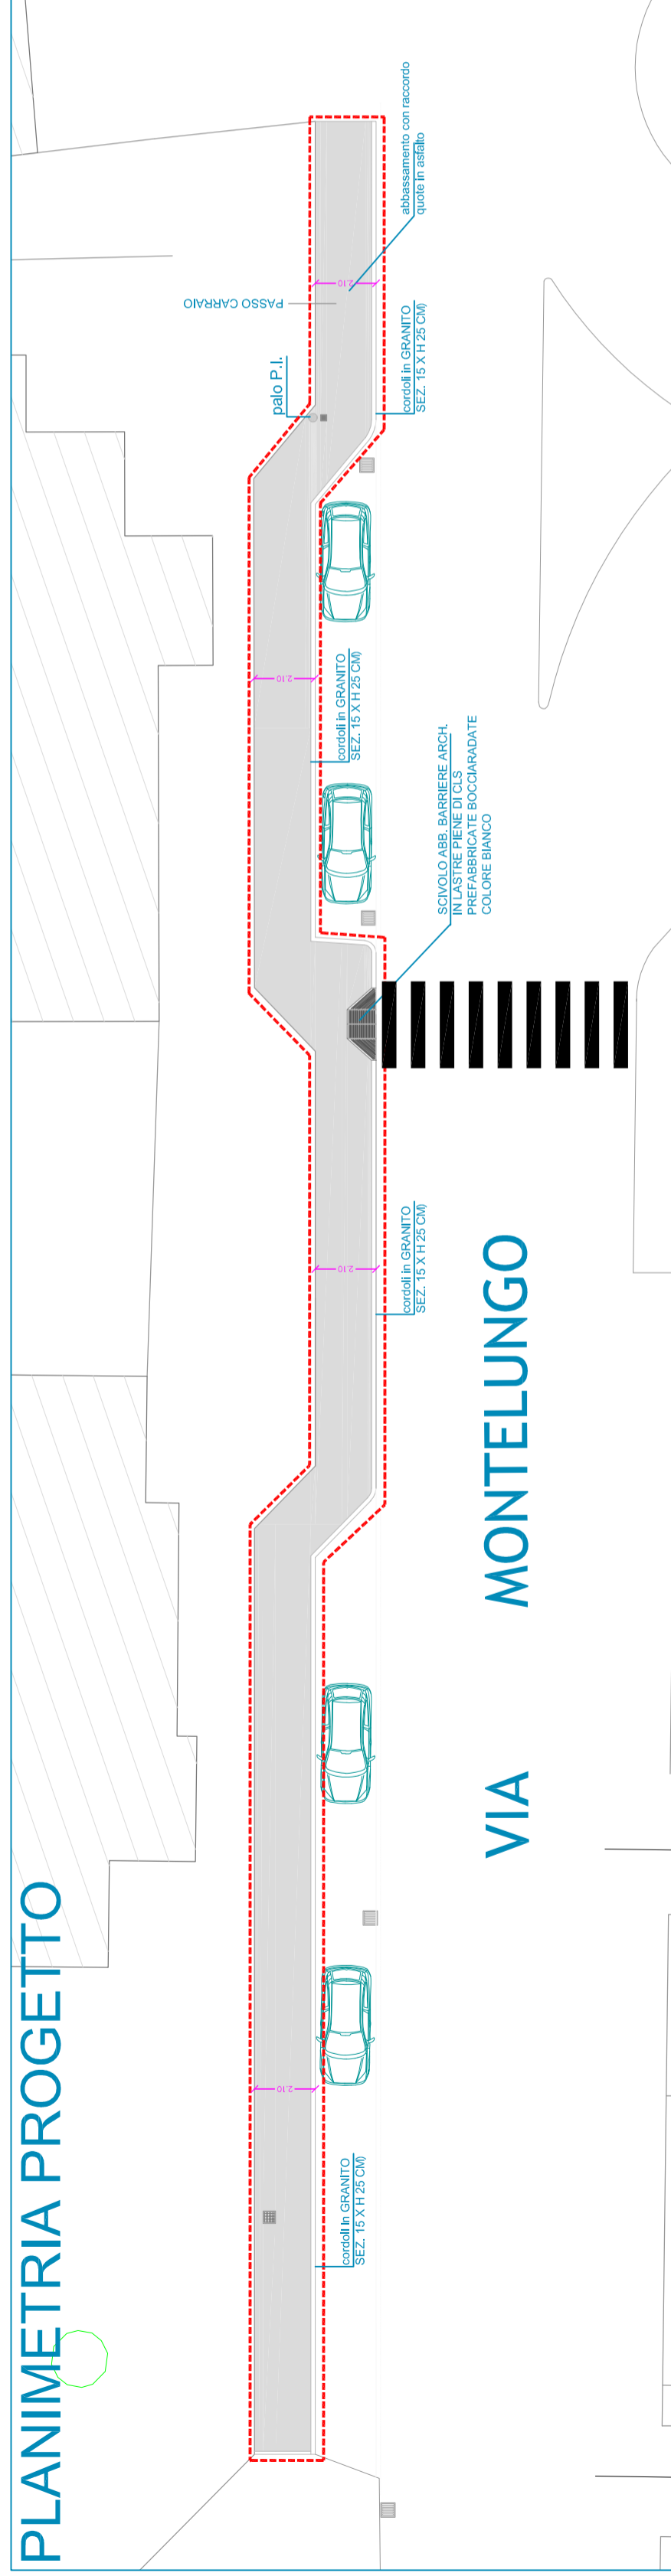 PLANIMETRIA PROGETTO
abbassamento con raccordo
quote in asfalto
2.10
PASSO CARRAIO
cordoli in GRANITO
SEZ. 15 X H 25 CM)
palo P.I.
cordoli in GRANITO
SEZ. 15 X H 25 CM)
2.10
SCIVOLO ABB. BARRIERE ARCH.
IN LASTRE PIENE DI CLS
PREFABBRICATE BOCCIARADATE
COLORE BIANCO
cordoli in GRANITO
SEZ. 15 X H 25 CM)
2.10
VIA MONTELUNGO
2.10
cordoli in GRANITO
SEZ. 15 X H 25 CM)